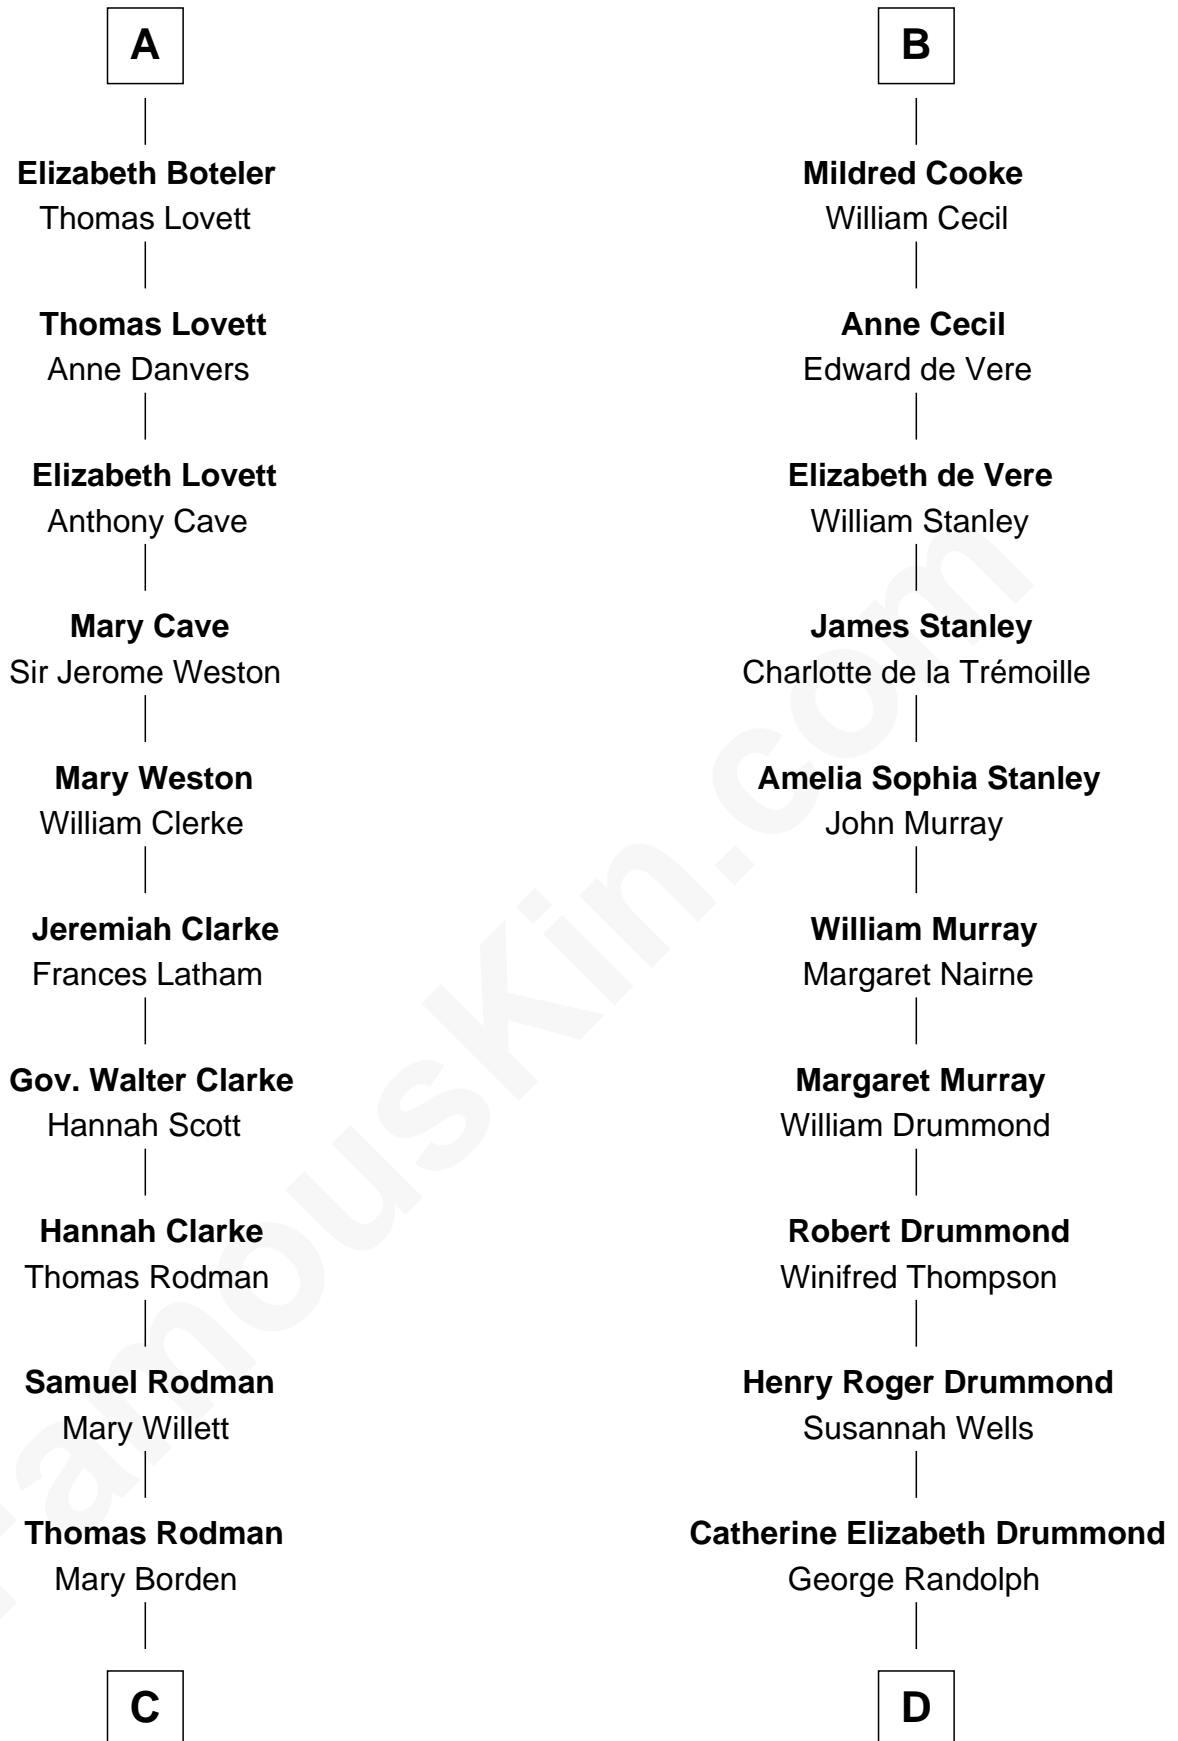 A
Elizabeth Boteler
Thomas Lovett
Thomas Lovett
Anne Danvers
Elizabeth Lovett
Anthony Cave
Mary Cave
Sir Jerome Weston
Mary Weston
William Clerke
Jeremiah Clarke
Frances Latham
Gov. Walter Clarke
Hannah Scott
Hannah Clarke
Thomas Rodman
Samuel Rodman
Mary Willett
Thomas Rodman
Mary Borden
C
B
Mildred Cooke
William Cecil
Anne Cecil
Edward de Vere
Elizabeth de Vere
William Stanley
James Stanley
Charlotte de la Trémoille
Amelia Sophia Stanley
John Murray
William Murray
Margaret Nairne
Margaret Murray
William Drummond
Robert Drummond
Winifred Thompson
Henry Roger Drummond
Susannah Wells
Catherine Elizabeth Drummond
George Randolph
D
FamousKin.com